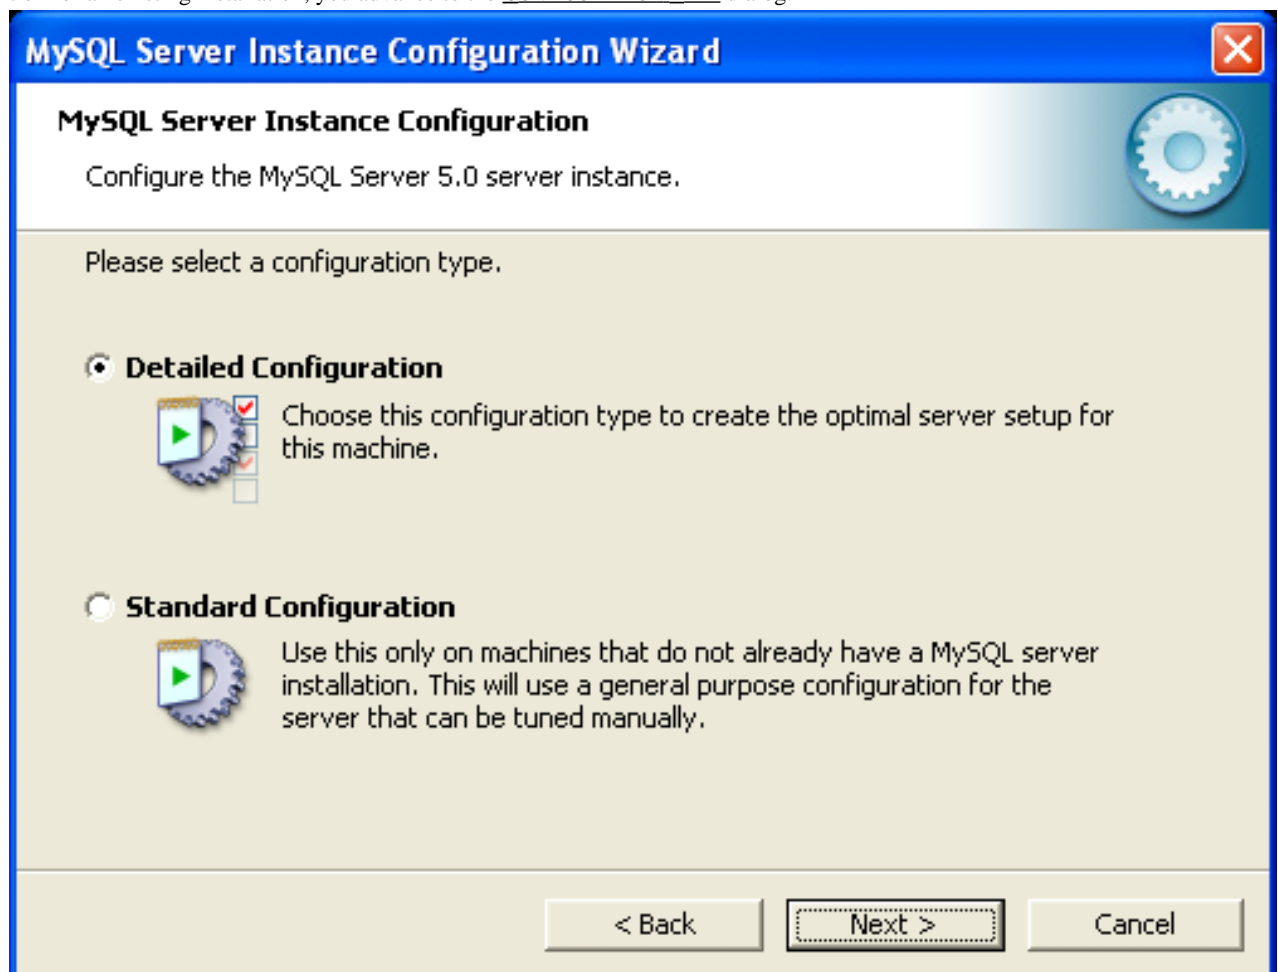 MySQL Server Instance Configuration Wizard
MySQL Server Instance Configuration
Configure the MySQL Server 5.0 server instance.
Please select a configuration type.
Detailed Configuration
Choose this configuration type to create the optimal server setup for
this machine.
Standard Configuration
Use this only on machines that do not already have a MySQL server
installation. This will use a general purpose configuration for the
server that can be tuned manually.
< Back
Next >
Cancel